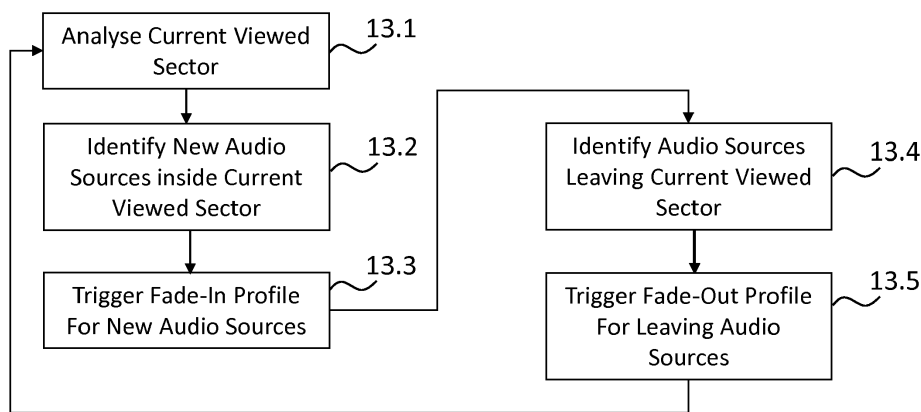 Analyse Current Viewed
Sector
13.1
Identify New Audio
Sources inside Current
Viewed Sector
13.2
Trigger Fade-In Profile
For New Audio Sources
13.3
Identify Audio Sources
Leaving Current Viewed
Sector
13.4
Trigger Fade-Out Profile
For Leaving Audio
Sources
13.5